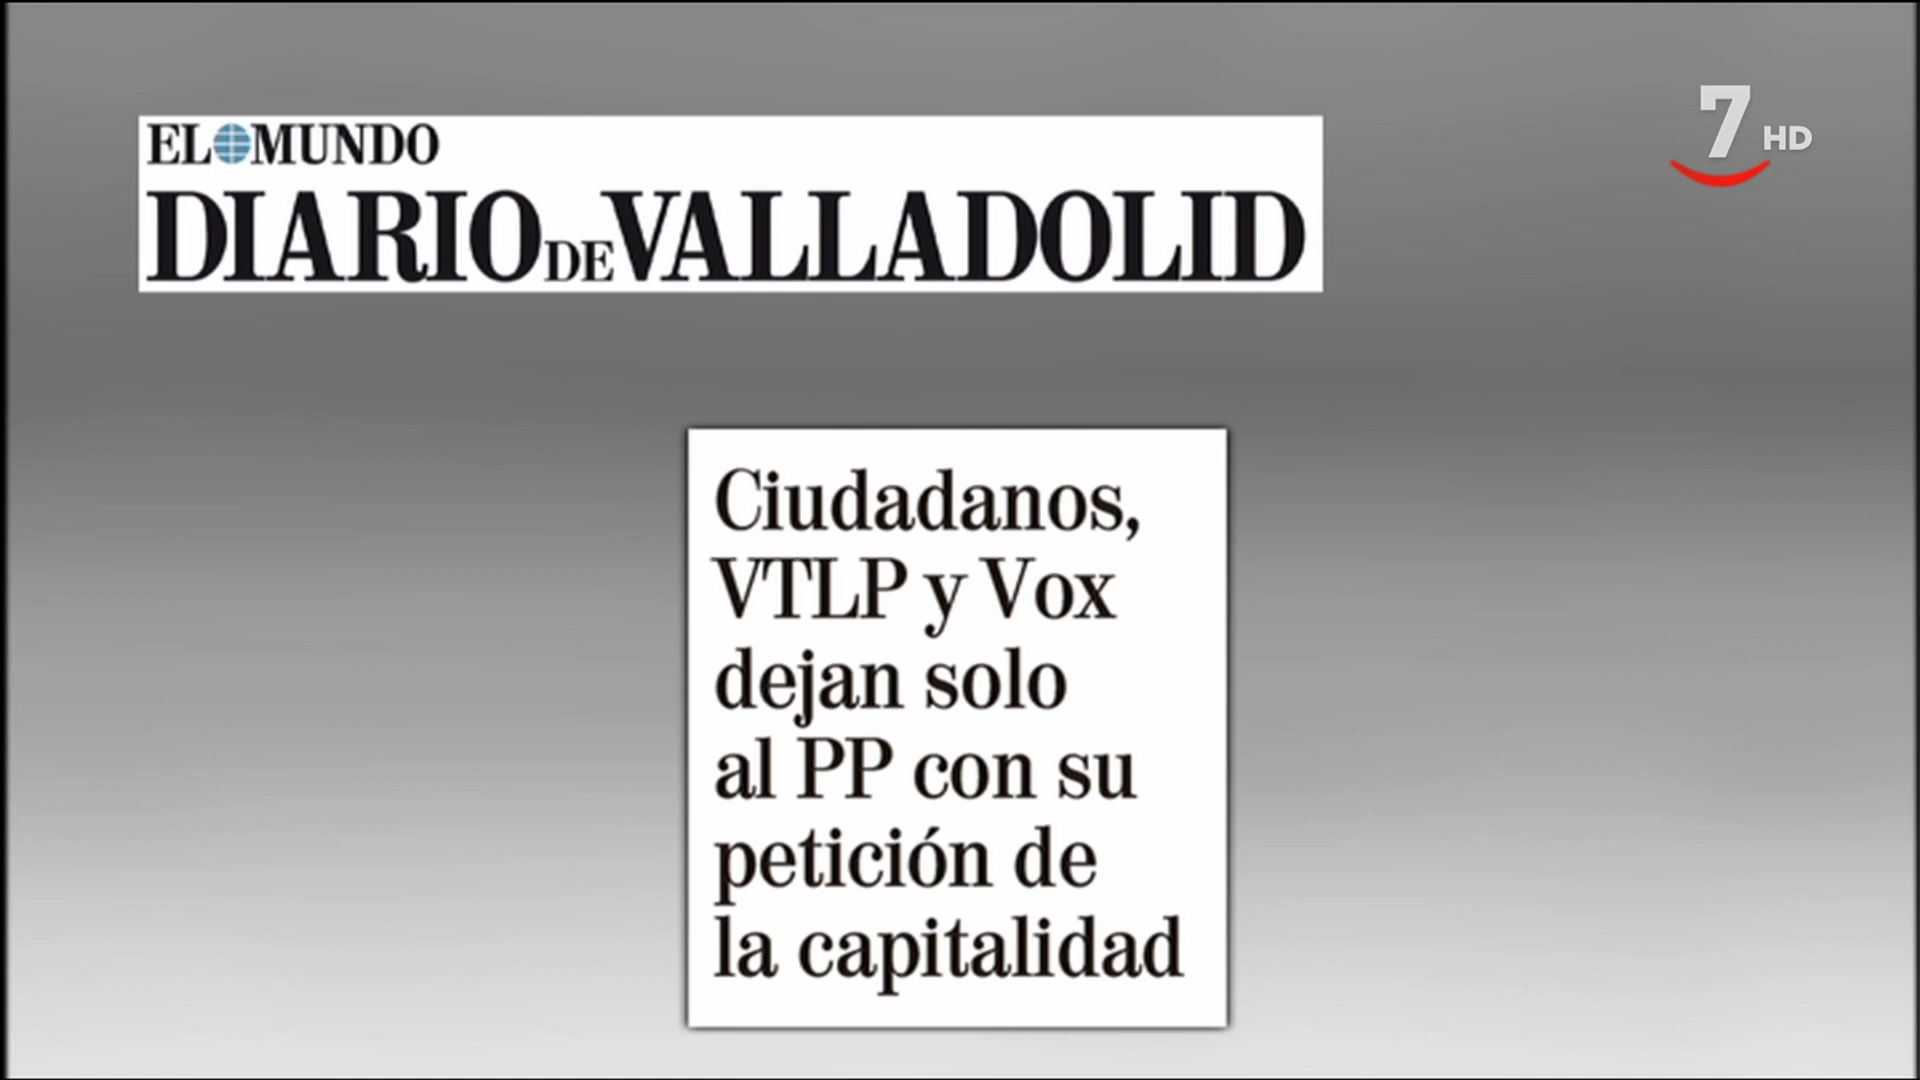 EL MUNDO
DIARIO DE VALLADOLID
7 HD
Ciudadanos,
VTLP y Vox
dejan solo
al PP con su
petición de
la capitalidad